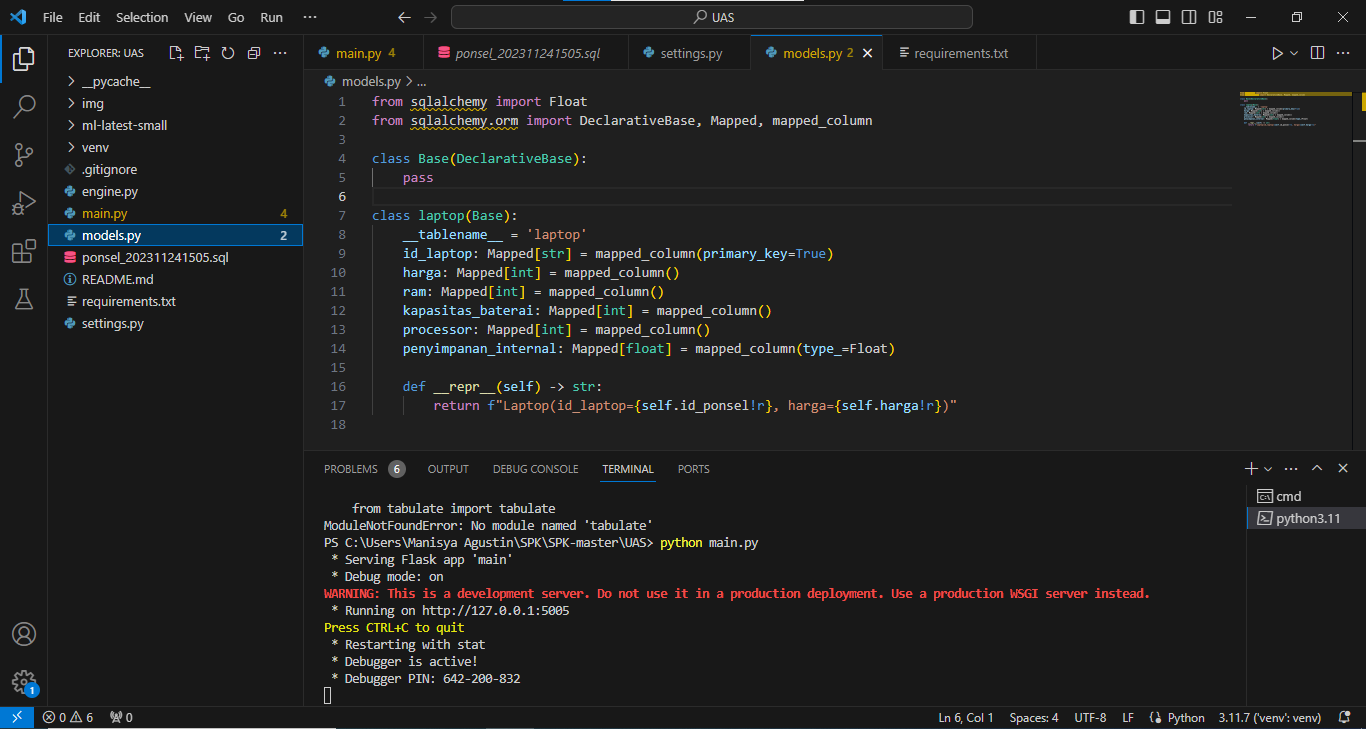 File Edit Selection View Go Run ··· UAS
EXPLORER: UAS
__pycache__
img
ml-latest-small
venv
.gitignore
engine.py
main.py 4
models.py 2
ponsel_202311241505.sql
README.md
requirements.txt
settings.py
main.py 4 ponsel_202311241505.sql settings.py models.py 2 requirements.txt
models.py > ...
1 from sqlalchemy import Float
2 from sqlalchemy.orm import DeclarativeBase, Mapped, mapped_column
3
4 class Base(DeclarativeBase):
5     pass
6
7 class laptop(Base):
8     __tablename__ = 'laptop'
9     id_laptop: Mapped[str] = mapped_column(primary_key=True)
10     harga: Mapped[int] = mapped_column()
11     ram: Mapped[int] = mapped_column()
12     kapasitas_baterai: Mapped[int] = mapped_column()
13     processor: Mapped[int] = mapped_column()
14     penyimpanan_internal: Mapped[float] = mapped_column(type_=Float)
15
16     def __repr__(self) -> str:
17         return f"Laptop(id_laptop={self.id_ponsel!r}, harga={self.harga!r})"
18
PROBLEMS 6 OUTPUT DEBUG CONSOLE TERMINAL PORTS
from tabulate import tabulate
ModuleNotFoundError: No module named 'tabulate'
PS C:\Users\Manisya Agustin\SPK\SPK-master\UAS> python main.py
* Serving Flask app 'main'
* Debug mode: on
WARNING: This is a development server. Do not use it in a production deployment. Use a production WSGI server instead.
* Running on http://127.0.0.1:5005
Press CTRL+C to quit
* Restarting with stat
* Debugger is active!
* Debugger PIN: 642-200-832
cmd
python3.11
1
0 6 0 Ln 6, Col 1 Spaces: 4 UTF-8 LF Python 3.11.7 ('venv': venv)